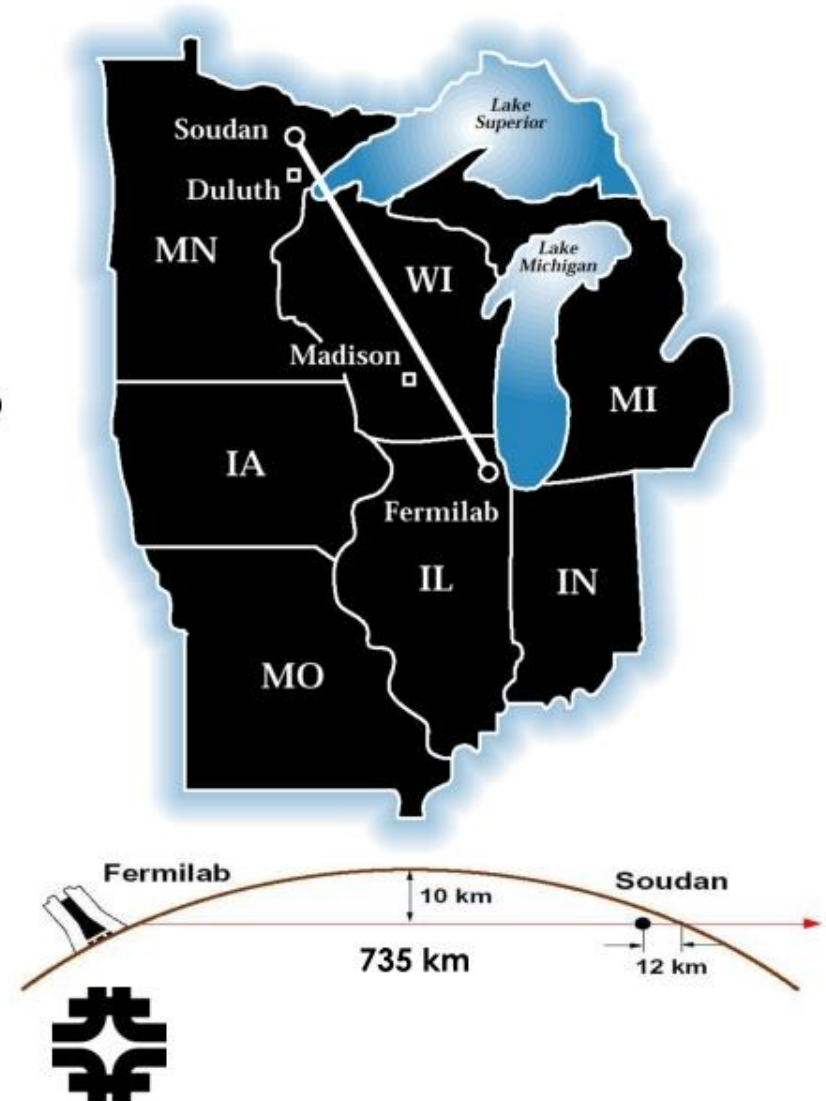 Lake
Superior
Soudan
Duluth
MN
Lake
Michigan
WI
Madison
MI
IA
Fermilab
IL
IN
MO
Fermilab
Soudan
10 km
735 km
12 km